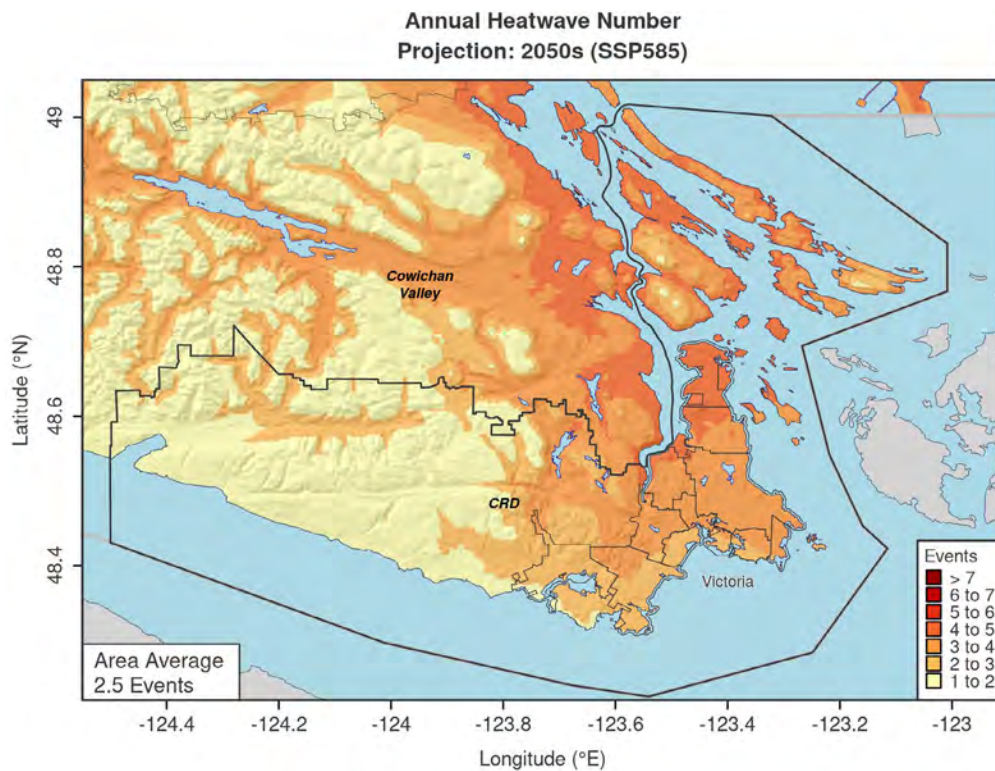 Annual Heatwave Number
Projection: 2050s (SSP585)
49
48.8
48.6
48.4
Latitude (°N)
Cowichan
Valley
CRD
Victoria
Area Average
2.5 Events
Events
> 7
6 to 7
5 to 6
4 to 5
3 to 4
2 to 3
1 to 2
-124.4
-124.2
-124
-123.8
-123.6
-123.4
-123.2
-123
Longitude (°E)